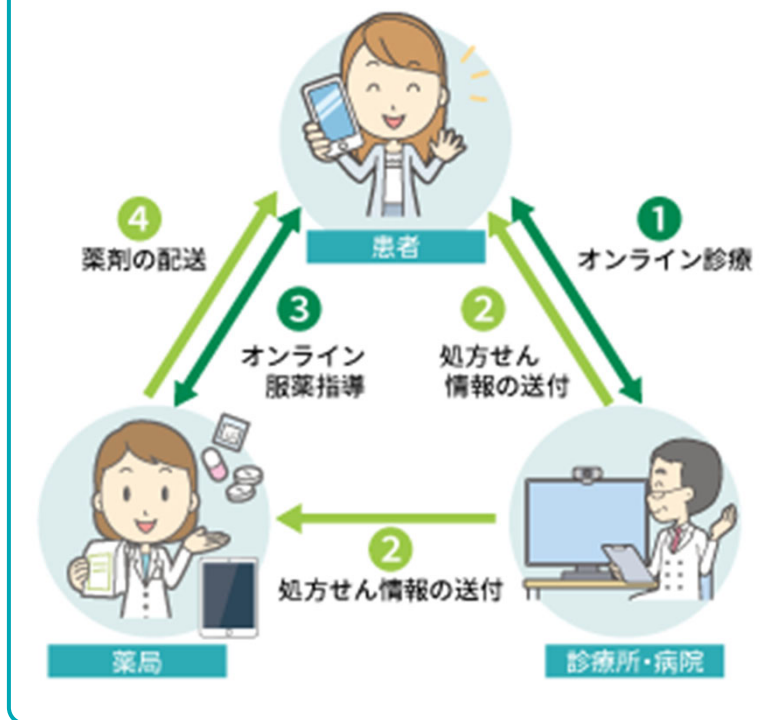 患者
1
オンライン診療
4
薬剤の配送
3
オンライン
服薬指導
2
処方せん
情報の送付
2
処方せん情報の送付
薬局
診療所・病院